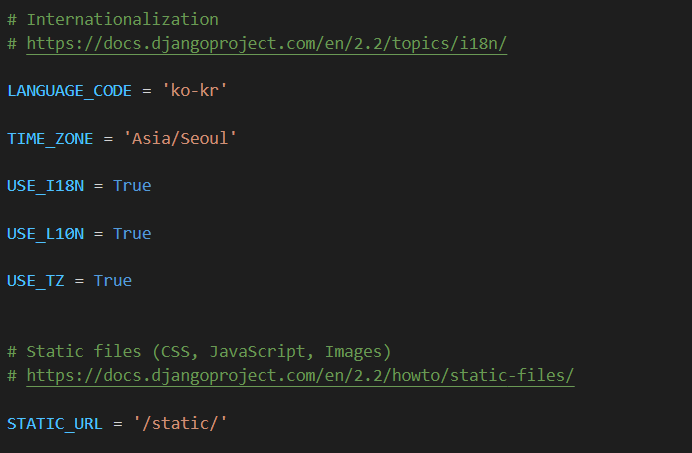 # Internationalization
# https://docs.djangoproject.com/en/2.2/topics/i18n/
LANGUAGE_CODE = 'ko-kr'
TIME_ZONE = 'Asia/Seoul'
USE_I18N = True
USE_L10N = True
USE_TZ = True
# Static files (CSS, JavaScript, Images)
# https://docs.djangoproject.com/en/2.2/howto/static-files/
STATIC_URL = '/static/'